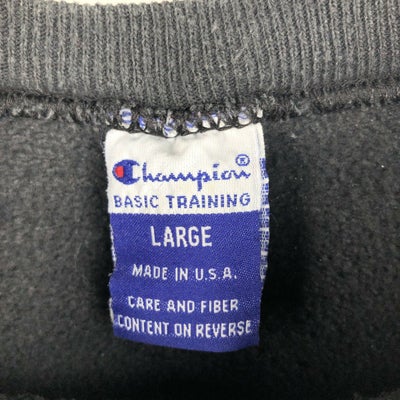 Champion®
BASIC TRAINING
LARGE
MADE IN U.S.A.
CARE AND FIBER
CONTENT ON REVERSE